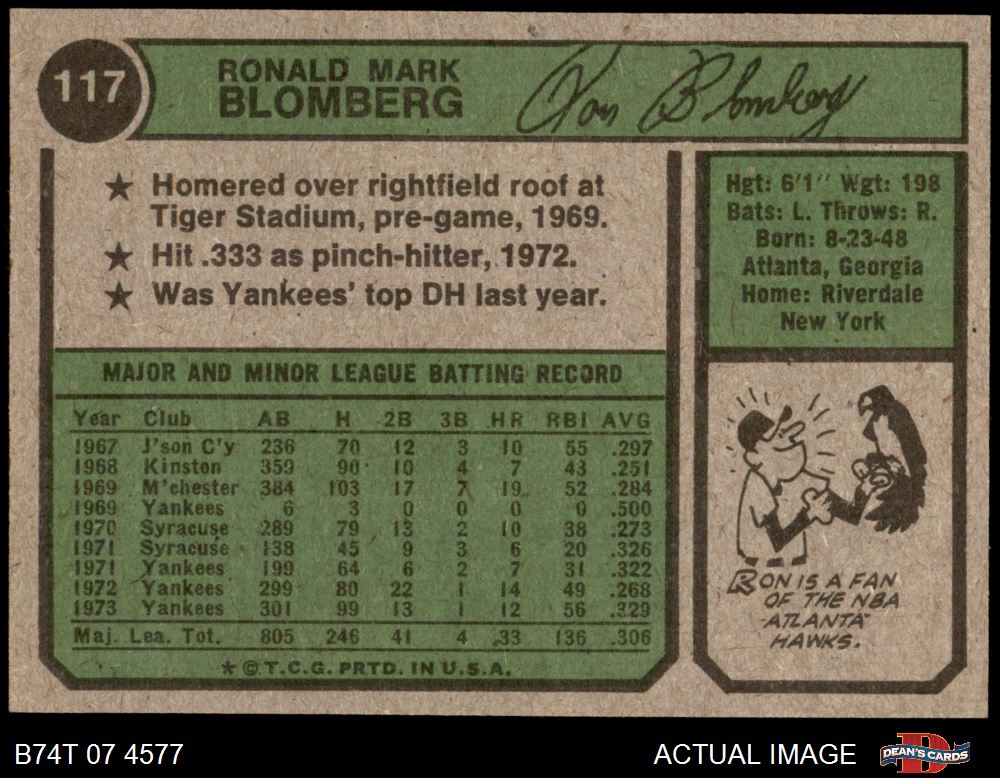 117
RONALD MARK
BLOMBERG
Ron Blomberg
★ Homered over rightfield roof at
Tiger Stadium, pre-game, 1969.
★ Hit .333 as pinch-hitter, 1972.
★ Was Yankees' top DH last year.
Hgt: 6'1" Wgt: 198
Bats: L. Throws: R.
Born: 8-23-48
Atlanta, Georgia
Home: Riverdale
New York
MAJOR AND MINOR LEAGUE BATTING RECORD
Year Club AB H 2B 3B HR RBI AVG
1967 J'son C'y 236 70 12 3 10 55 .297
1968 Kinston 359 90 10 4 7 43 .251
1969 M'chester 384 103 17 7 19 52 .284
1969 Yankees 6 3 0 0 0 0 .500
1970 Syracuse 289 79 13 2 10 38 .273
1971 Syracuse 138 45 9 3 6 20 .326
1971 Yankees 199 64 6 2 7 31 .322
1972 Yankees 299 80 22 1 14 49 .268
1973 Yankees 301 99 13 1 12 56 .329
Maj. Lea. Tot. 805 246 41 4 33 136 .306
★ © T.C.G. PRTD. IN U.S.A.
RON IS A FAN
OF THE NBA
ATLANTA
HAWKS.
B74T 07 4577
ACTUAL IMAGE
D
DEAN'S CARDS